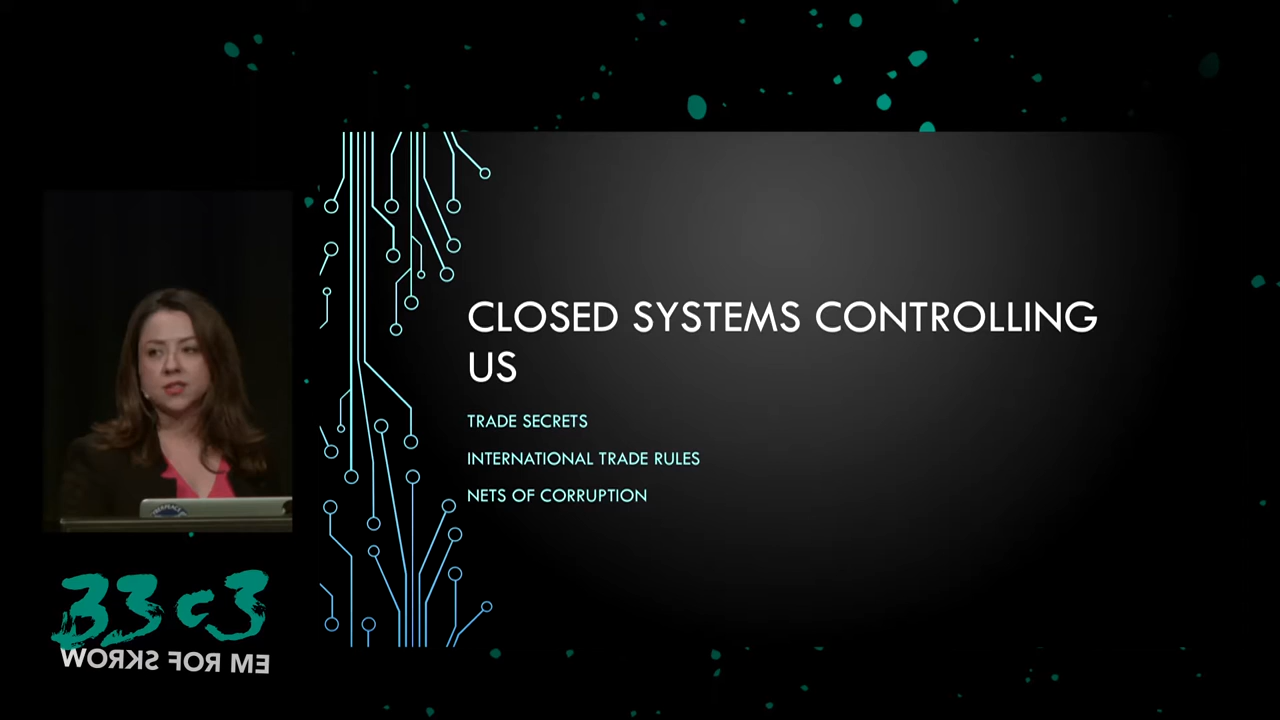 CLOSED SYSTEMS CONTROLLING
US
TRADE SECRETS
INTERNATIONAL TRADE RULES
NETS OF CORRUPTION
33c3
WORKS FOR ME